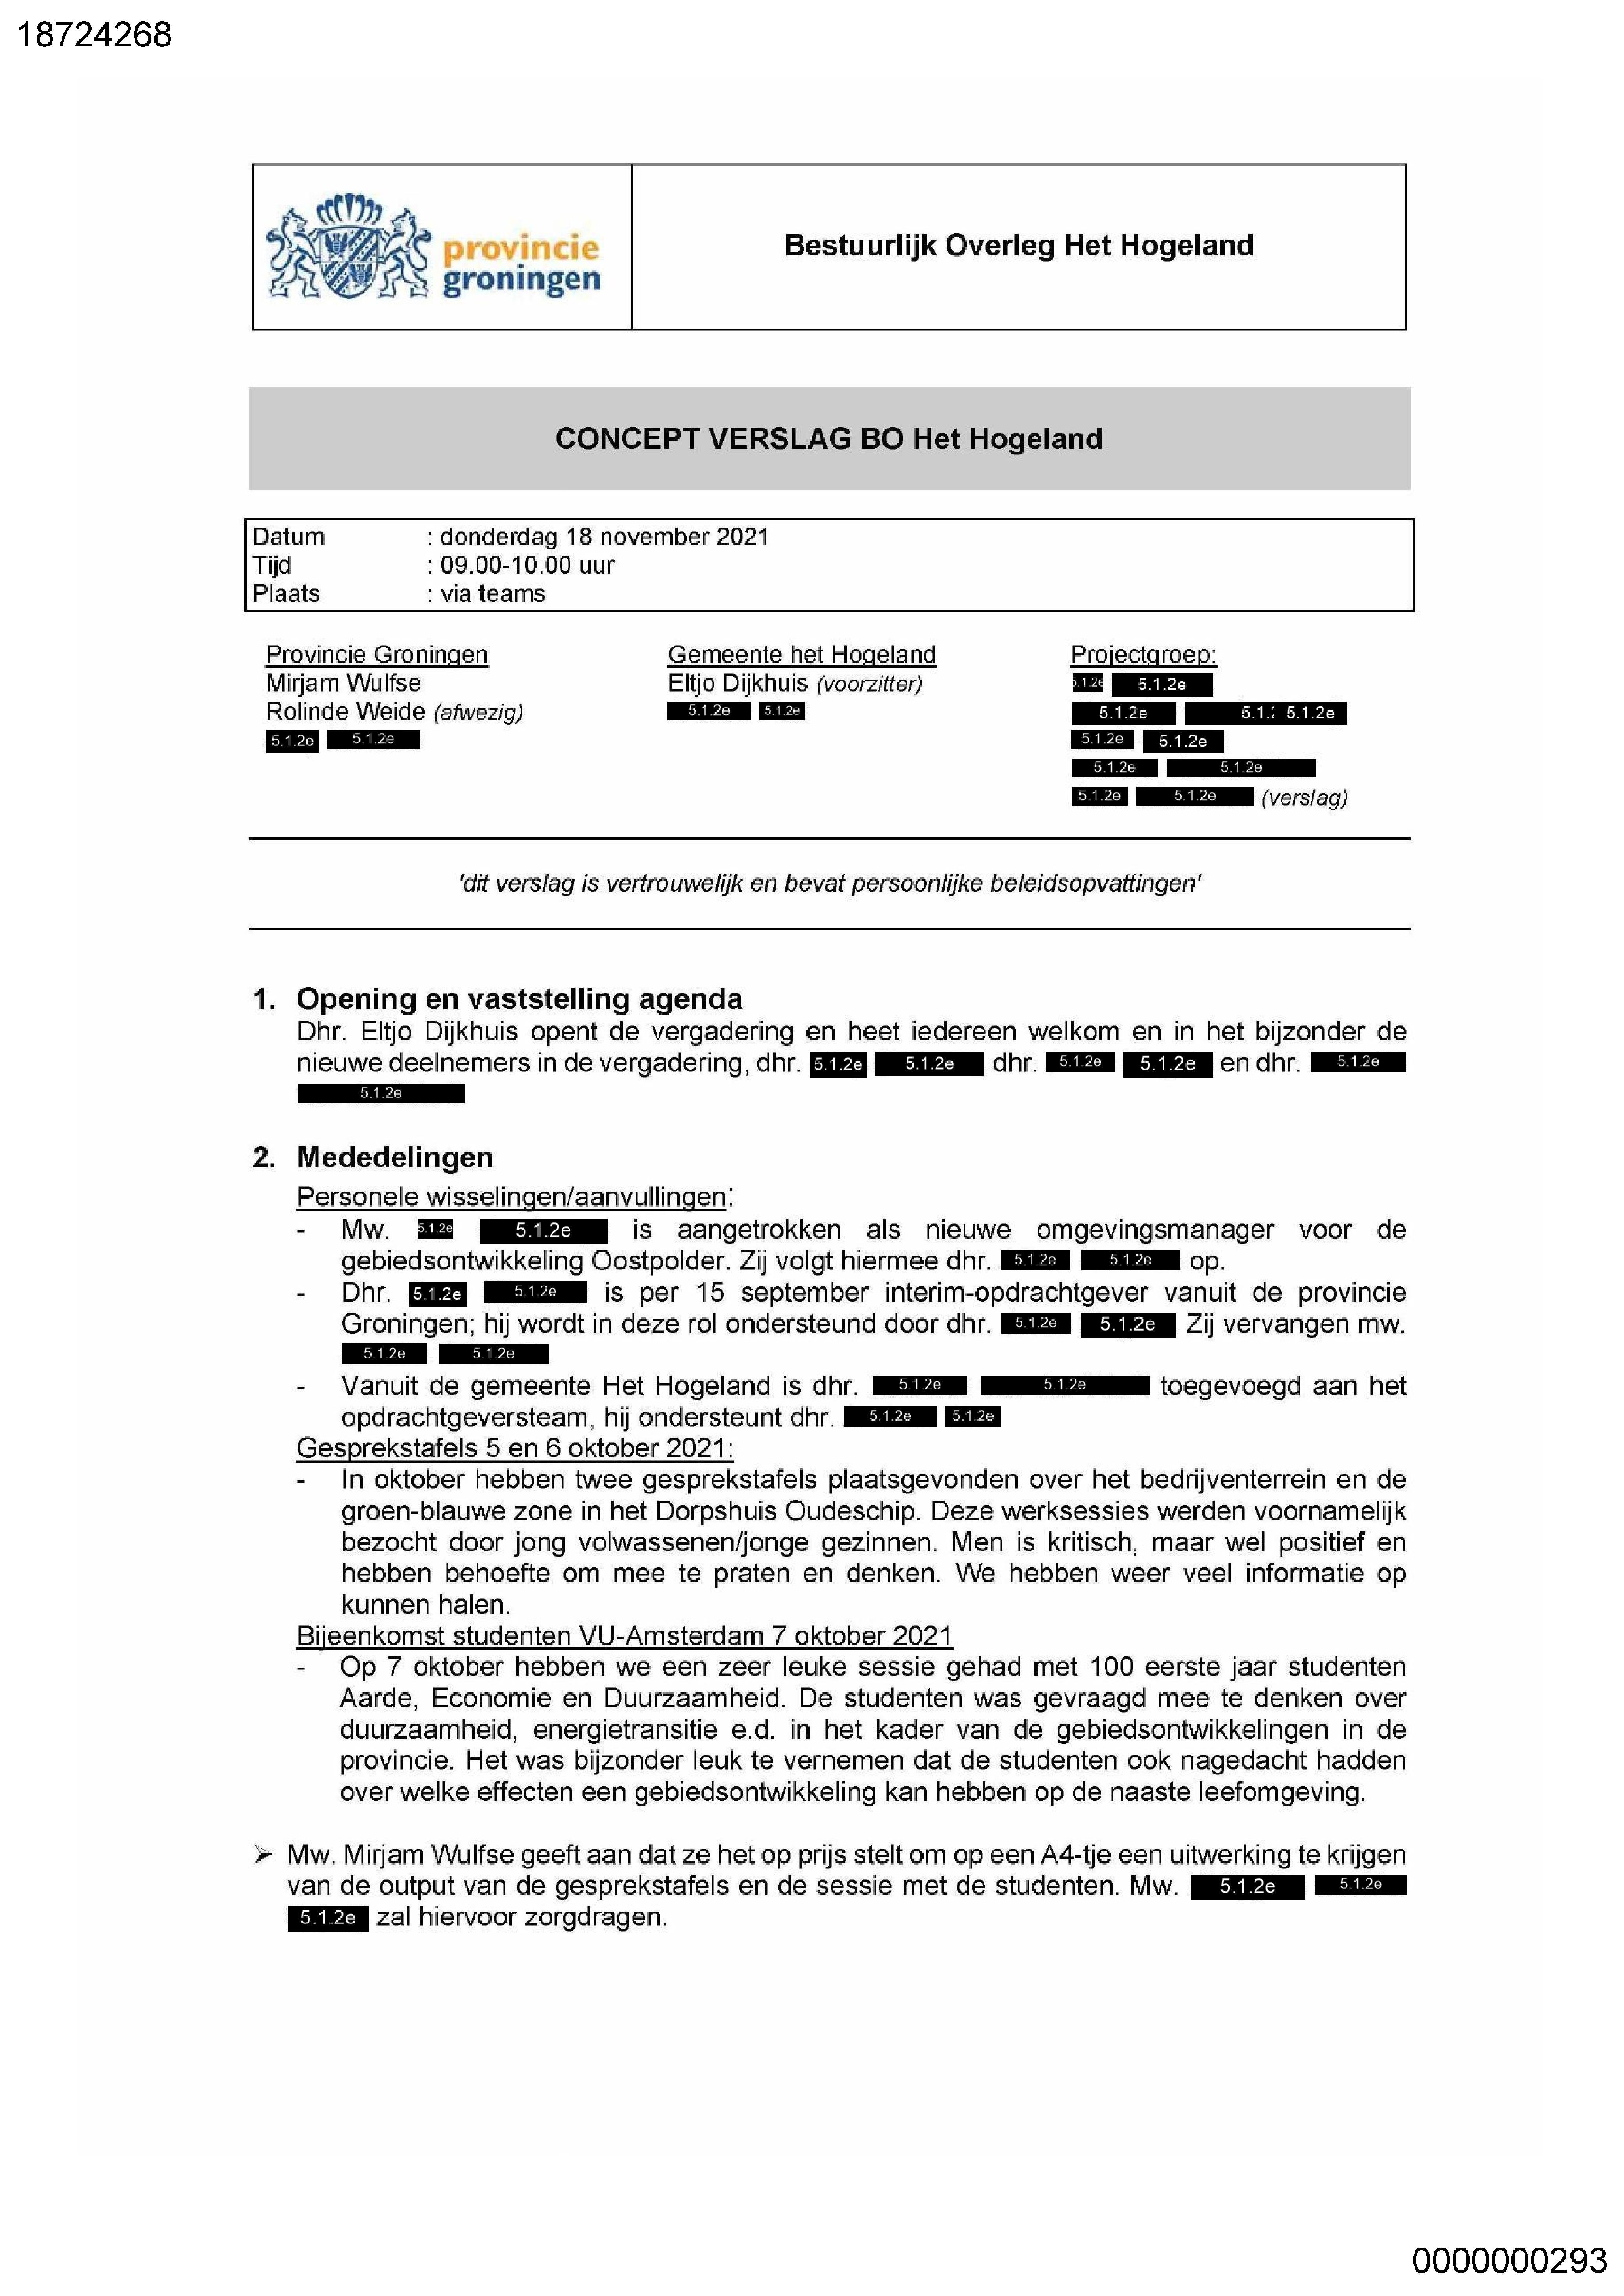 18724268
provincie
groningen
Bestuurlijk Overleg Het Hogeland
CONCEPT VERSLAG BO Het Hogeland
Datum : donderdag 18 november 2021
Tijd : 09.00-10.00 uur
Plaats : via teams
Provincie Groningen
Mirjam Wulfse
Rolinde Weide (afwezig)
5.1.2e 5.1.2e
Gemeente het Hogeland
Eltjo Dijkhuis (voorzitter)
5.1.2e 5.1.2e
Projectgroep:
5.1.2e 5.1.2e
5.1.2e 5.1.2 5.1.2e
5.1.2e 5.1.2e
5.1.2e 5.1.2e
5.1.2e 5.1.2e (verslag)
'dit verslag is vertrouwelijk en bevat persoonlijke beleidsopvattingen'
1. Opening en vaststelling agenda
Dhr. Eltjo Dijkhuis opent de vergadering en heet iedereen welkom en in het bijzonder de
nieuwe deelnemers in de vergadering, dhr. 5.1.2e 5.1.2e dhr. 5.1.2e 5.1.2e en dhr. 5.1.2e
5.1.2e
2. Mededelingen
Personele wisselingen/aanvullingen:
- Mw. 5.1.2e 5.1.2e is aangetrokken als nieuwe omgevingsmanager voor de
gebiedsontwikkeling Oostpolder. Zij volgt hiermee dhr. 5.1.2e 5.1.2e op.
- Dhr. 5.1.2e 5.1.2e is per 15 september interim-opdrachtgever vanuit de provincie
Groningen; hij wordt in deze rol ondersteund door dhr. 5.1.2e 5.1.2e Zij vervangen mw.
5.1.2e 5.1.2e
- Vanuit de gemeente Het Hogeland is dhr. 5.1.2e 5.1.2e toegevoegd aan het
opdrachtgeversteam, hij ondersteunt dhr. 5.1.2e 5.1.2e
Gesprekstafels 5 en 6 oktober 2021:
- In oktober hebben twee gesprekstafels plaatsgevonden over het bedrijventerrein en de
groen-blauwe zone in het Dorpshuis Oudeschip. Deze werksessies werden voornamelijk
bezocht door jong volwassenen/jonge gezinnen. Men is kritisch, maar wel positief en
hebben behoefte om mee te praten en denken. We hebben weer veel informatie op
kunnen halen.
Bijeenkomst studenten VU-Amsterdam 7 oktober 2021
- Op 7 oktober hebben we een zeer leuke sessie gehad met 100 eerste jaar studenten
Aarde, Economie en Duurzaamheid. De studenten was gevraagd mee te denken over
duurzaamheid, energietransitie e.d. in het kader van de gebiedsontwikkelingen in de
provincie. Het was bijzonder leuk te vernemen dat de studenten ook nagedacht hadden
over welke effecten een gebiedsontwikkeling kan hebben op de naaste leefomgeving.
➢ Mw. Mirjam Wulfse geeft aan dat ze het op prijs stelt om op een A4-tje een uitwerking te krijgen
van de output van de gesprekstafels en de sessie met de studenten. Mw. 5.1.2e 5.1.2e
5.1.2e zal hiervoor zorgdragen.
0000000293